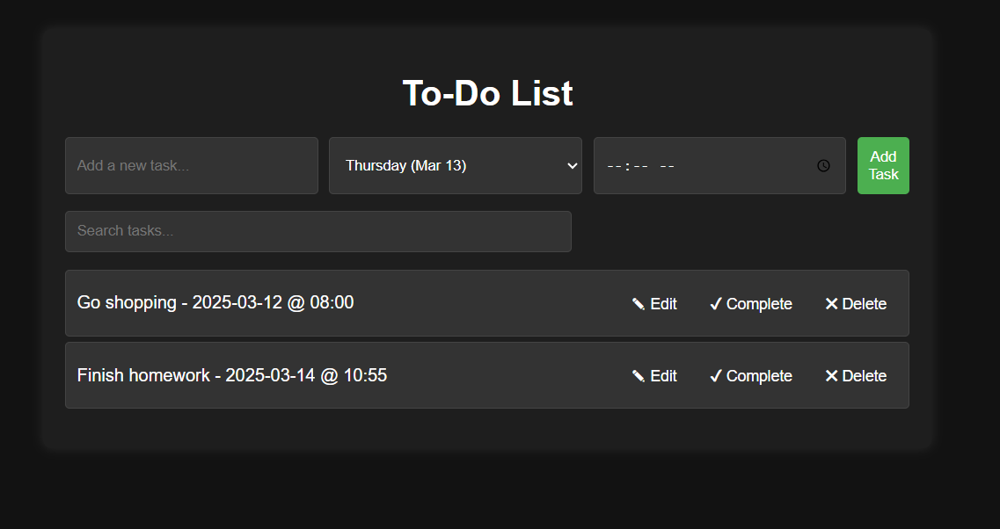 To-Do List
Add a new task...
Thursday (Mar 13)
--:-- --
Add
Task
Search tasks...
Go shopping - 2025-03-12 @ 08:00
✎ Edit
✓ Complete
✕ Delete
Finish homework - 2025-03-14 @ 10:55
✎ Edit
✓ Complete
✕ Delete